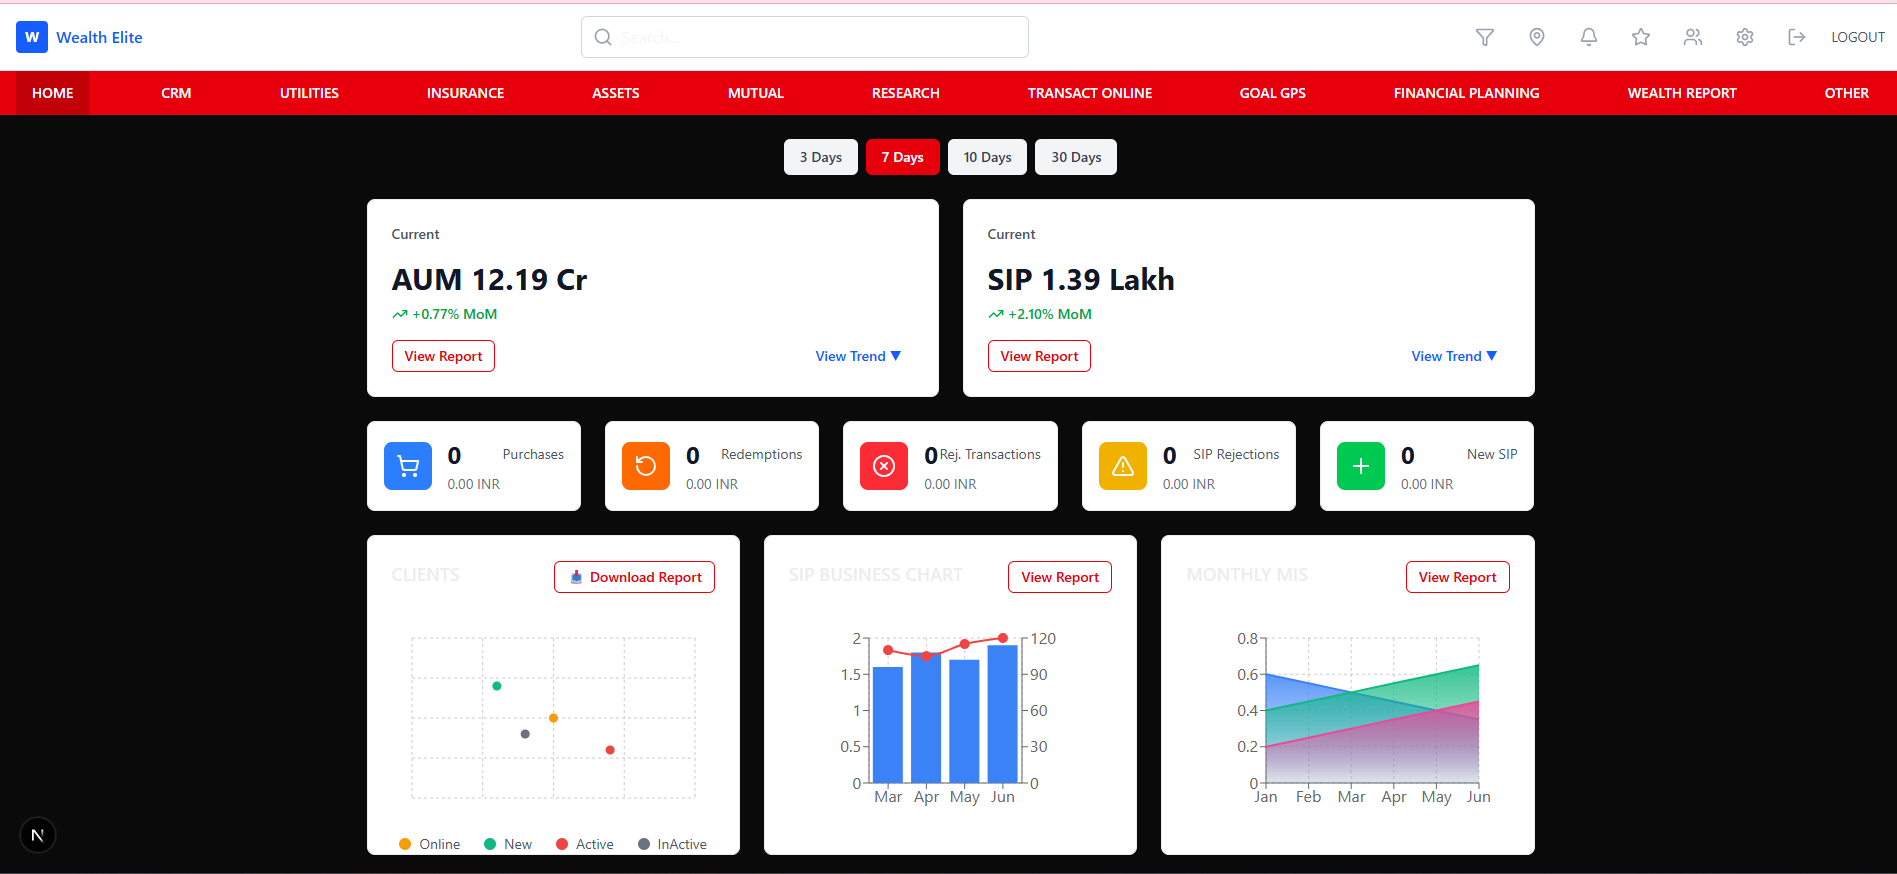 W Wealth Elite
Search...
LOGOUT
HOME CRM UTILITIES INSURANCE ASSETS MUTUAL RESEARCH TRANSACT ONLINE GOAL GPS FINANCIAL PLANNING WEALTH REPORT OTHER
3 Days 7 Days 10 Days 30 Days
Current
AUM 12.19 Cr
+0.77% MoM
View Report View Trend ▼
Current
SIP 1.39 Lakh
+2.10% MoM
View Report View Trend ▼
0 Purchases
0.00 INR
0 Redemptions
0.00 INR
0 Rej. Transactions
0.00 INR
0 SIP Rejections
0.00 INR
0 New SIP
0.00 INR
CLIENTS Download Report
Online New Active InActive
SIP BUSINESS CHART View Report
2 120
1.5 90
1 60
0.5 30
0 0
Mar Apr May Jun
MONTHLY MIS View Report
0.8
0.6
0.4
0.2
0
Jan Feb Mar Apr May Jun
N